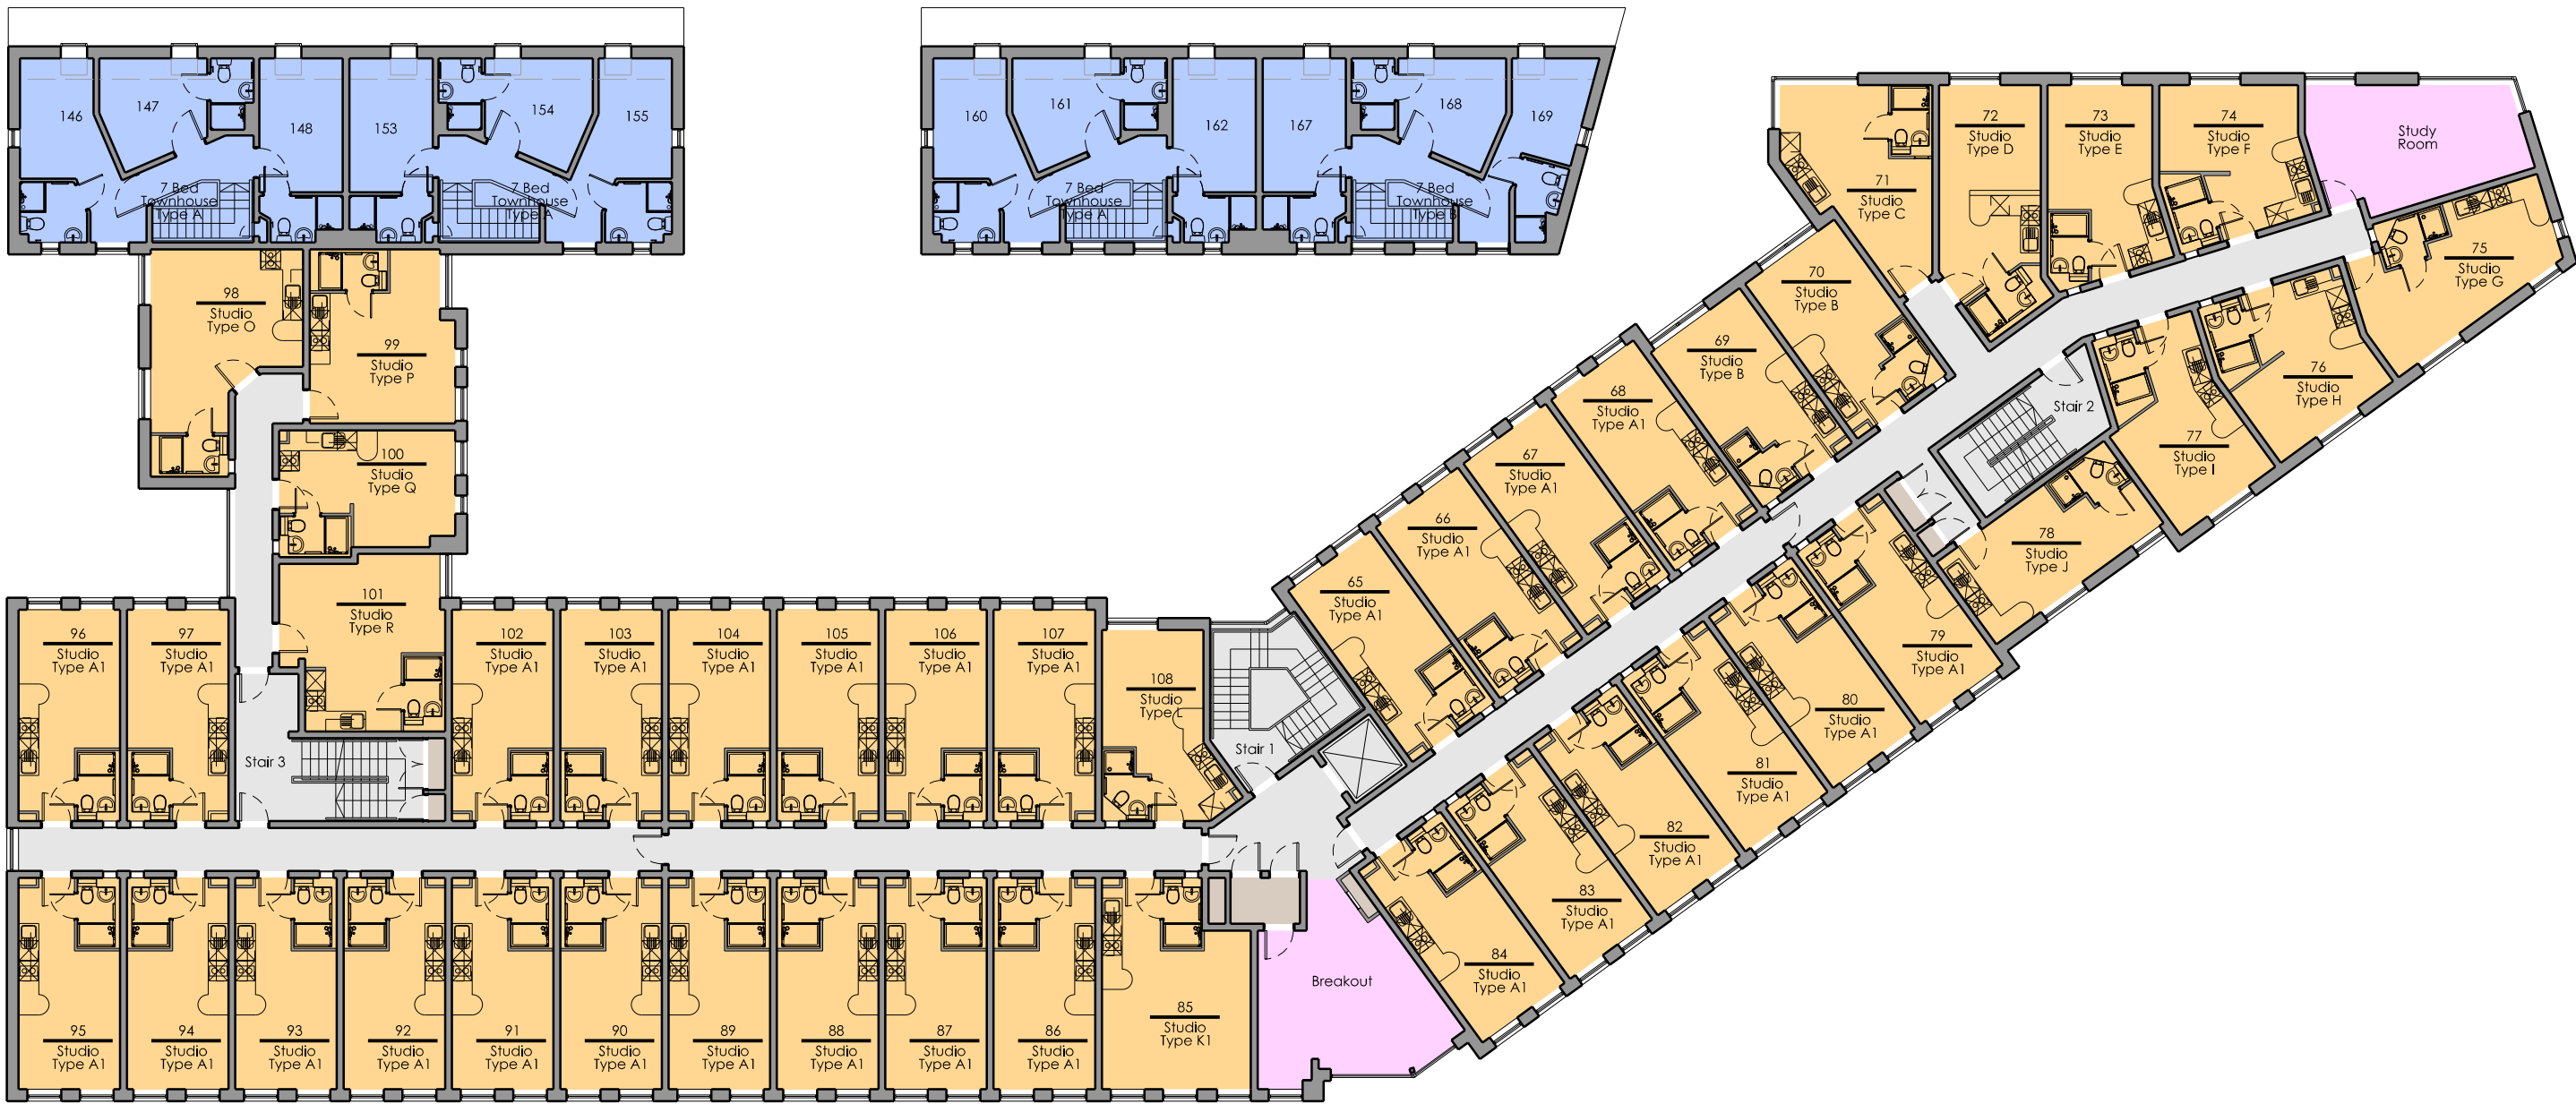 146
147
148
153
154
155
7 Bed
Townhouse
Type A
7 Bed
Townhouse
Type A
160
161
162
167
168
169
7 Bed
Townhouse
Type A
7 Bed
Townhouse
Type B
71
Studio
Type C
72
Studio
Type D
73
Studio
Type E
74
Studio
Type F
Study
Room
75
Studio
Type G
76
Studio
Type H
77
Studio
Type I
78
Studio
Type J
Stair 2
70
Studio
Type B
69
Studio
Type B
68
Studio
Type A1
67
Studio
Type A1
66
Studio
Type A1
65
Studio
Type A1
79
Studio
Type A1
80
Studio
Type A1
81
Studio
Type A1
82
Studio
Type A1
83
Studio
Type A1
84
Studio
Type A1
98
Studio
Type O
99
Studio
Type P
100
Studio
Type Q
101
Studio
Type R
96
Studio
Type A1
97
Studio
Type A1
102
Studio
Type A1
103
Studio
Type A1
104
Studio
Type A1
105
Studio
Type A1
106
Studio
Type A1
107
Studio
Type A1
108
Studio
Type L
Stair 1
Stair 3
Breakout
95
Studio
Type A1
94
Studio
Type A1
93
Studio
Type A1
92
Studio
Type A1
91
Studio
Type A1
90
Studio
Type A1
89
Studio
Type A1
88
Studio
Type A1
87
Studio
Type A1
86
Studio
Type A1
85
Studio
Type K1